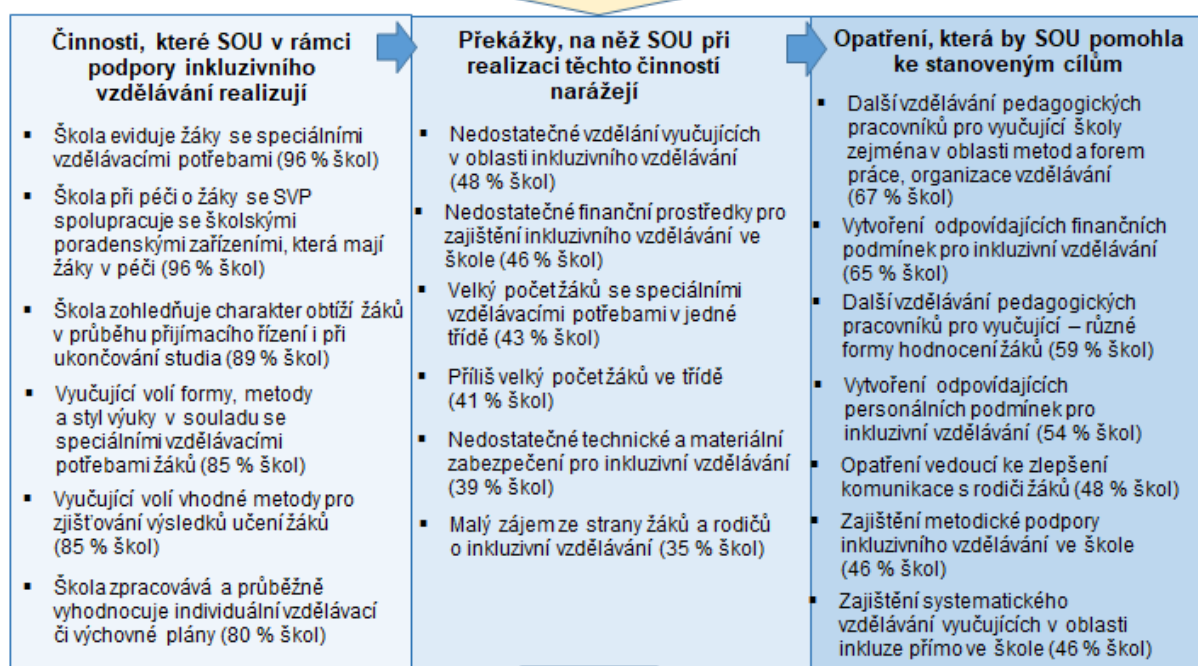 Činnosti, které SOU v rámci
podpory inkluzivního
vzdělávání realizují
▪ Škola eviduje žáky se speciálními
vzdělávacími potřebami (96 % škol)
▪ Škola při péči o žáky se SVP
spolupracuje se školskými
poradenskými zařízeními, která mají
žáky v péči (96 % škol)
▪ Škola zohledňuje charakter obtíží žáků
v průběhu přijímacího řízení i při
ukončování studia (89 % škol)
▪ Vyučující volí formy, metody
a styl výuky v souladu se
speciálními vzdělávacími
potřebami žáků (85 % škol)
▪ Vyučující volí vhodné metody pro
zjišťování výsledků učení žáků
(85 % škol)
▪ Škola zpracovává a průběžně
vyhodnocuje individuální vzdělávací
či výchovné plány (80 % škol)
Překážky, na něž SOU při
realizaci těchto činností
narážejí
▪ Nedostatečné vzdělání vyučujících
v oblasti inkluzivního vzdělávání
(48 % škol)
▪ Nedostatečné finanční prostředky pro
zajištění inkluzivního vzdělávání ve
škole (46 % škol)
▪ Velký počet žáků se speciálními
vzdělávacími potřebami v jedné
třídě (43 % škol)
▪ Příliš velký počet žáků ve třídě
(41 % škol)
▪ Nedostatečné technické a materiální
zabezpečení pro inkluzivní vzdělávání
(39 % škol)
▪ Malý zájem ze strany žáků a rodičů
o inkluzivní vzdělávání (35 % škol)
Opatření, která by SOU pomohla
ke stanoveným cílům
▪ Další vzdělávání pedagogických
pracovníků pro vyučující školy
zejména v oblasti metod a forem
práce, organizace vzdělávání
(67 % škol)
▪ Vytvoření odpovídajících finančních
podmínek pro inkluzivní vzdělávání
(65 % škol)
▪ Další vzdělávání pedagogických
pracovníků pro vyučující – různé
formy hodnocení žáků (59 % škol)
▪ Vytvoření odpovídajících
personálních podmínek pro
inkluzivní vzdělávání (54 % škol)
▪ Opatření vedoucí ke zlepšení
komunikace s rodiči žáků (48 % škol)
▪ Zajištění metodické podpory
inkluzivního vzdělávání ve škole
(46 % škol)
▪ Zajištění systematického
vzdělávání vyučujících v oblasti
inkluze přímo ve škole (46 % škol)